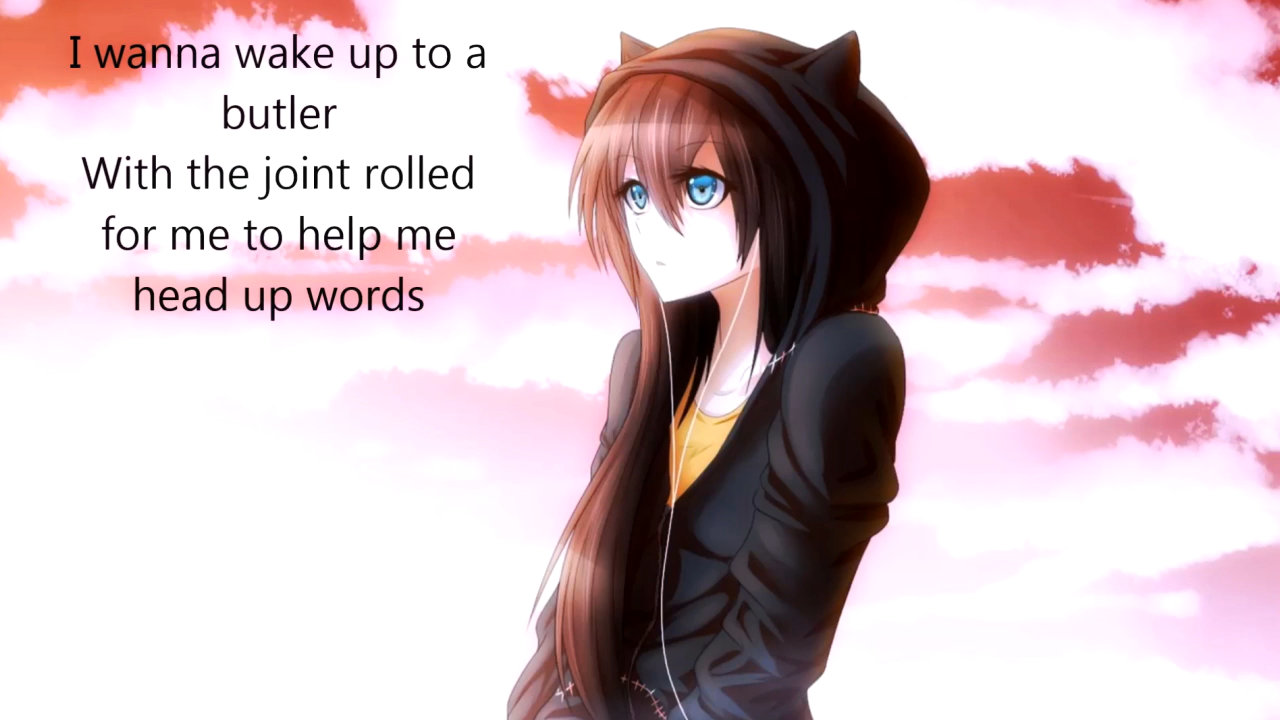 I wanna wake up to a
butler
With the joint rolled
for me to help me
head up words